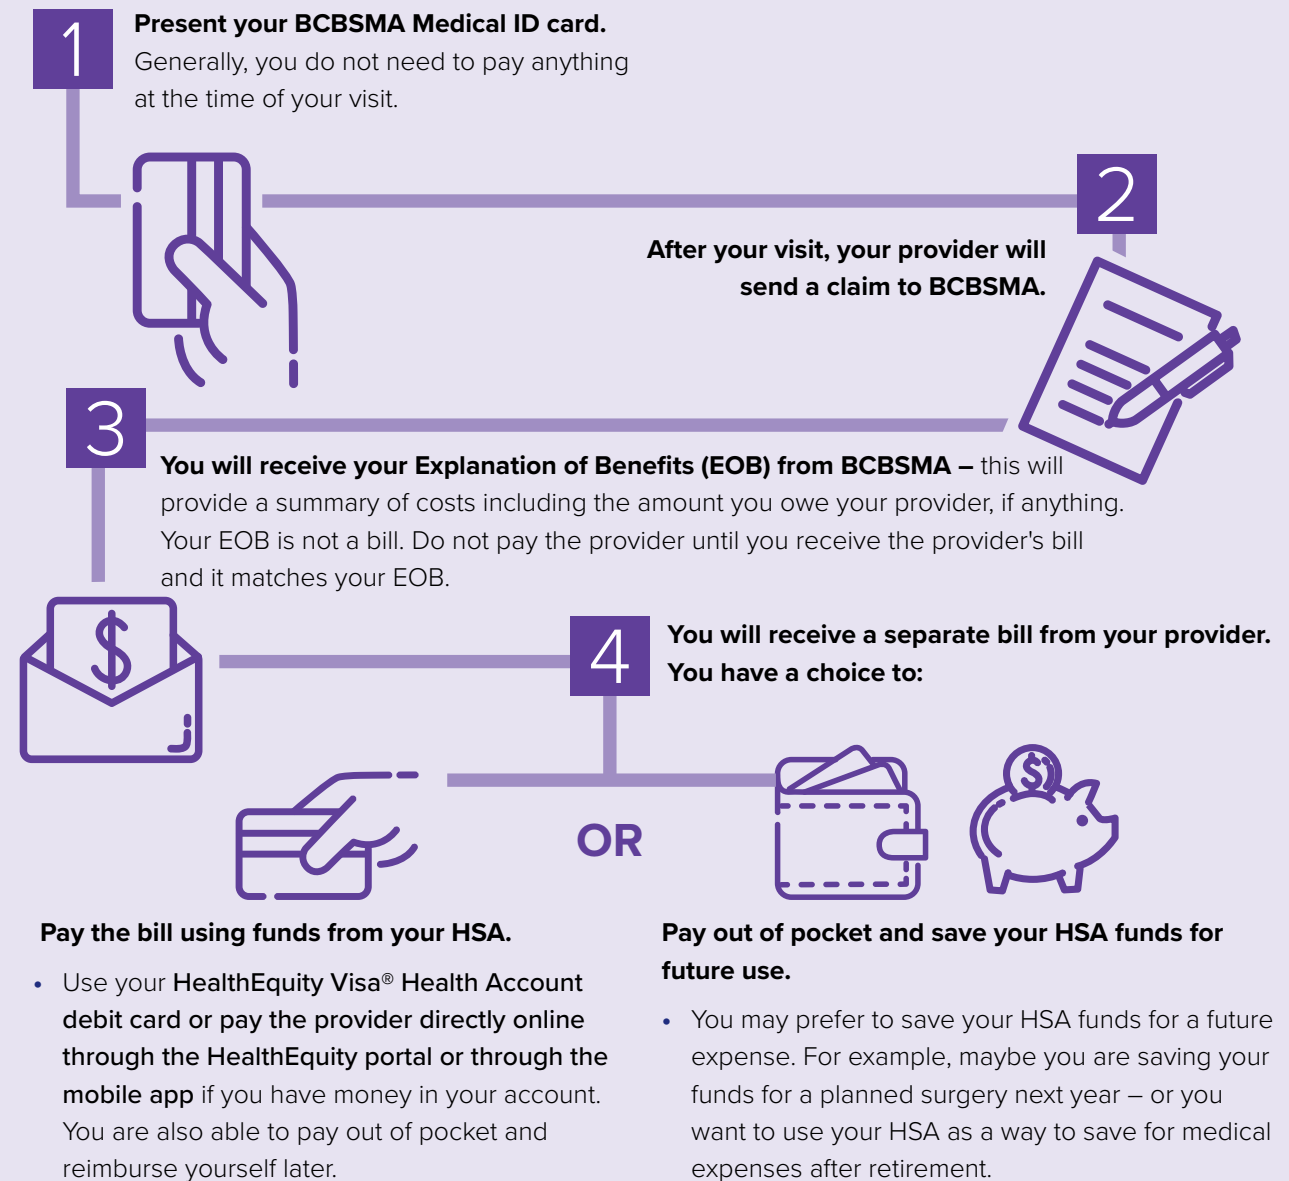 1
Present your BCBSMA Medical ID card.
Generally, you do not need to pay anything
at the time of your visit.
2
After your visit, your provider will
send a claim to BCBSMA.
3
You will receive your Explanation of Benefits (EOB) from BCBSMA – this will
provide a summary of costs including the amount you owe your provider, if anything.
Your EOB is not a bill. Do not pay the provider until you receive the provider's bill
and it matches your EOB.
$
4
You will receive a separate bill from your provider.
You have a choice to:
$
OR
Pay the bill using funds from your HSA.
• Use your HealthEquity Visa® Health Account
debit card or pay the provider directly online
through the HealthEquity portal or through the
mobile app if you have money in your account.
You are also able to pay out of pocket and
reimburse yourself later.
Pay out of pocket and save your HSA funds for
future use.
• You may prefer to save your HSA funds for a future
expense. For example, maybe you are saving your
funds for a planned surgery next year – or you
want to use your HSA as a way to save for medical
expenses after retirement.